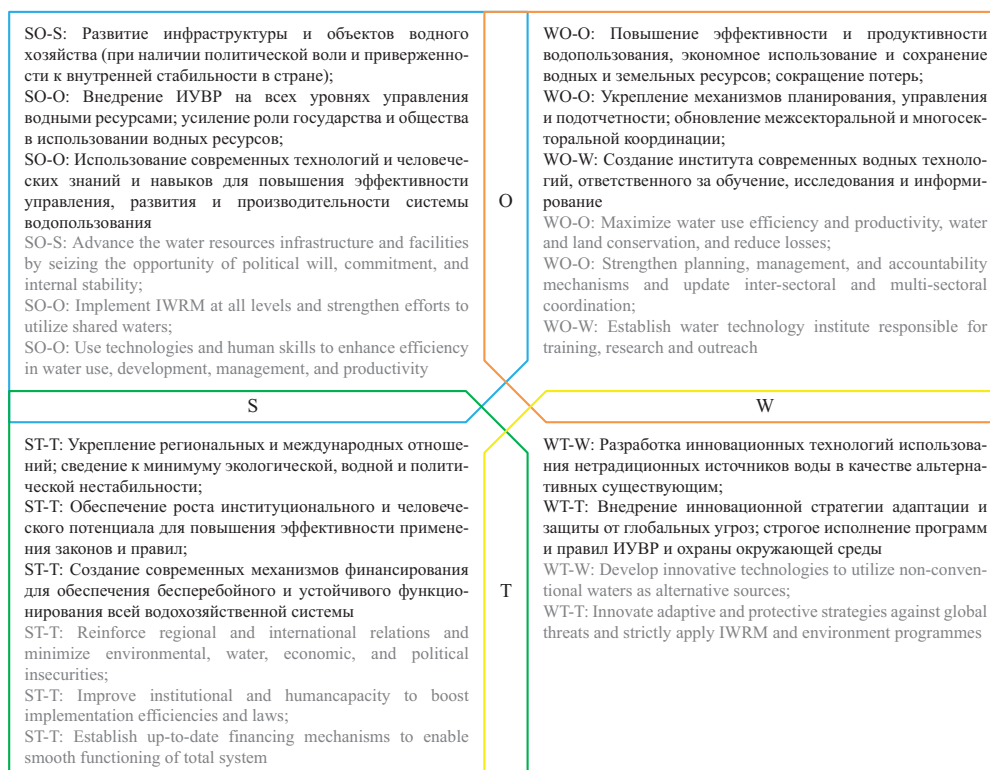 SO-S: Развитие инфраструктуры и объектов водного
хозяйства (при наличии политической воли и приверженно-
сти к внутренней стабильности в стране);
SO-O: Внедрение ИУВР на всех уровнях управления
водными ресурсами; усиление роли государства и общества
в использовании водных ресурсов;
SO-O: Использование современных технологий и человече-
ских знаний и навыков для повышения эффективности
управления, развития и производительности системы
водопользования
SO-S: Advance the water resources infrastructure and facilities
by seizing the opportunity of political will, commitment, and
internal stability;
SO-O: Implement IWRM at all levels and strengthen efforts to
utilize shared waters;
SO-O: Use technologies and human skills to enhance efficiency
in water use, development, management, and productivity
O
WO-O: Повышение эффективности и продуктивности
водопользования, экономное использование и сохранение
водных и земельных ресурсов; сокращение потерь;
WO-O: Укрепление механизмов планирования, управления
и подотчетности; обновление межсекторальной и многосек-
торальной координации;
WO-W: Создание института современных водных техноло-
гий, ответственного за обучение, исследования и информи-
рование
WO-O: Maximize water use efficiency and productivity, water
and land conservation, and reduce losses;
WO-O: Strengthen planning, management, and accountability
mechanisms and update inter-sectoral and multi-sectoral
coordination;
WO-W: Establish water technology institute responsible for
training, research and outreach
S
W
ST-T: Укрепление региональных и международных отноше-
ний; сведение к минимуму экологической, водной и полити-
ческой нестабильности;
ST-T: Обеспечение роста институционального и человече-
ского потенциала для повышения эффективности примене-
ния законов и правил;
ST-T: Создание современных механизмов финансирования
для обеспечения бесперебойного и устойчивого функцио-
нирования всей водохозяйственной системы
ST-T: Reinforce regional and international relations and
minimize environmental, water, economic, and political
insecurities;
ST-T: Improve institutional and humancapacity to boost
implementation efficiencies and laws;
ST-T: Establish up-to-date financing mechanisms to enable
smooth functioning of total system
T
WT-W: Разработка инновационных технологий использова-
ния нетрадиционных источников воды в качестве альтерна-
тивных существующим;
WT-T: Внедрение инновационной стратегии адаптации и
защиты от глобальных угроз; строгое исполнение программ
и правил ИУВР и охраны окружающей среды
WT-W: Develop innovative technologies to utilize non-conven-
tional waters as alternative sources;
WT-T: Innovate adaptive and protective strategies against global
threats and strictly apply IWRM and environment programmes